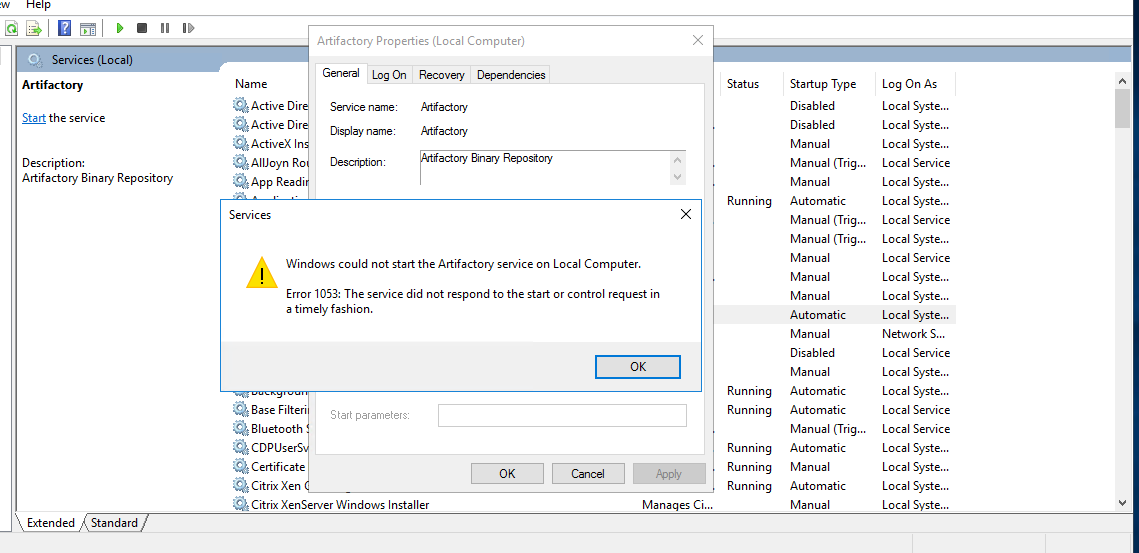 ew Help
Services (Local)
Artifactory
Start the service
Description:
Artifactory Binary Repository
Name
Status
Startup Type
Log On As
Active Dire
Disabled
Local Syste...
Active Dire
Disabled
Local Syste...
ActiveX Ins
Manual
Local Syste...
AllJoyn Rou
Manual (Trig...
Local Service
App Readin
Manual
Local Syste...
Running
Automatic
Local Syste...
Manual (Trig...
Local Service
Manual (Trig...
Local Syste...
Manual
Local Service
Manual
Local Syste...
Manual
Local Syste...
Automatic
Local Syste...
Manual
Network S...
Disabled
Local Service
Manual
Local Syste...
Background
Running
Automatic
Local Syste...
Base Filterin
Running
Automatic
Local Service
Bluetooth S
Manual (Trig...
Local Service
CDPUserSv
Running
Automatic
Local Syste...
Certificate
Running
Manual
Local Syste...
Citrix Xen G
Running
Automatic
Local Syste...
Citrix XenServer Windows Installer
Manages Ci...
Manual
Local Syste...
Extended
Standard
Artifactory Properties (Local Computer)
General
Log On
Recovery
Dependencies
Service name:
Artifactory
Display name:
Artifactory
Description:
Artifactory Binary Repository
Start parameters:
OK
Cancel
Apply
Services
Windows could not start the Artifactory service on Local Computer.
Error 1053: The service did not respond to the start or control request in
a timely fashion.
OK